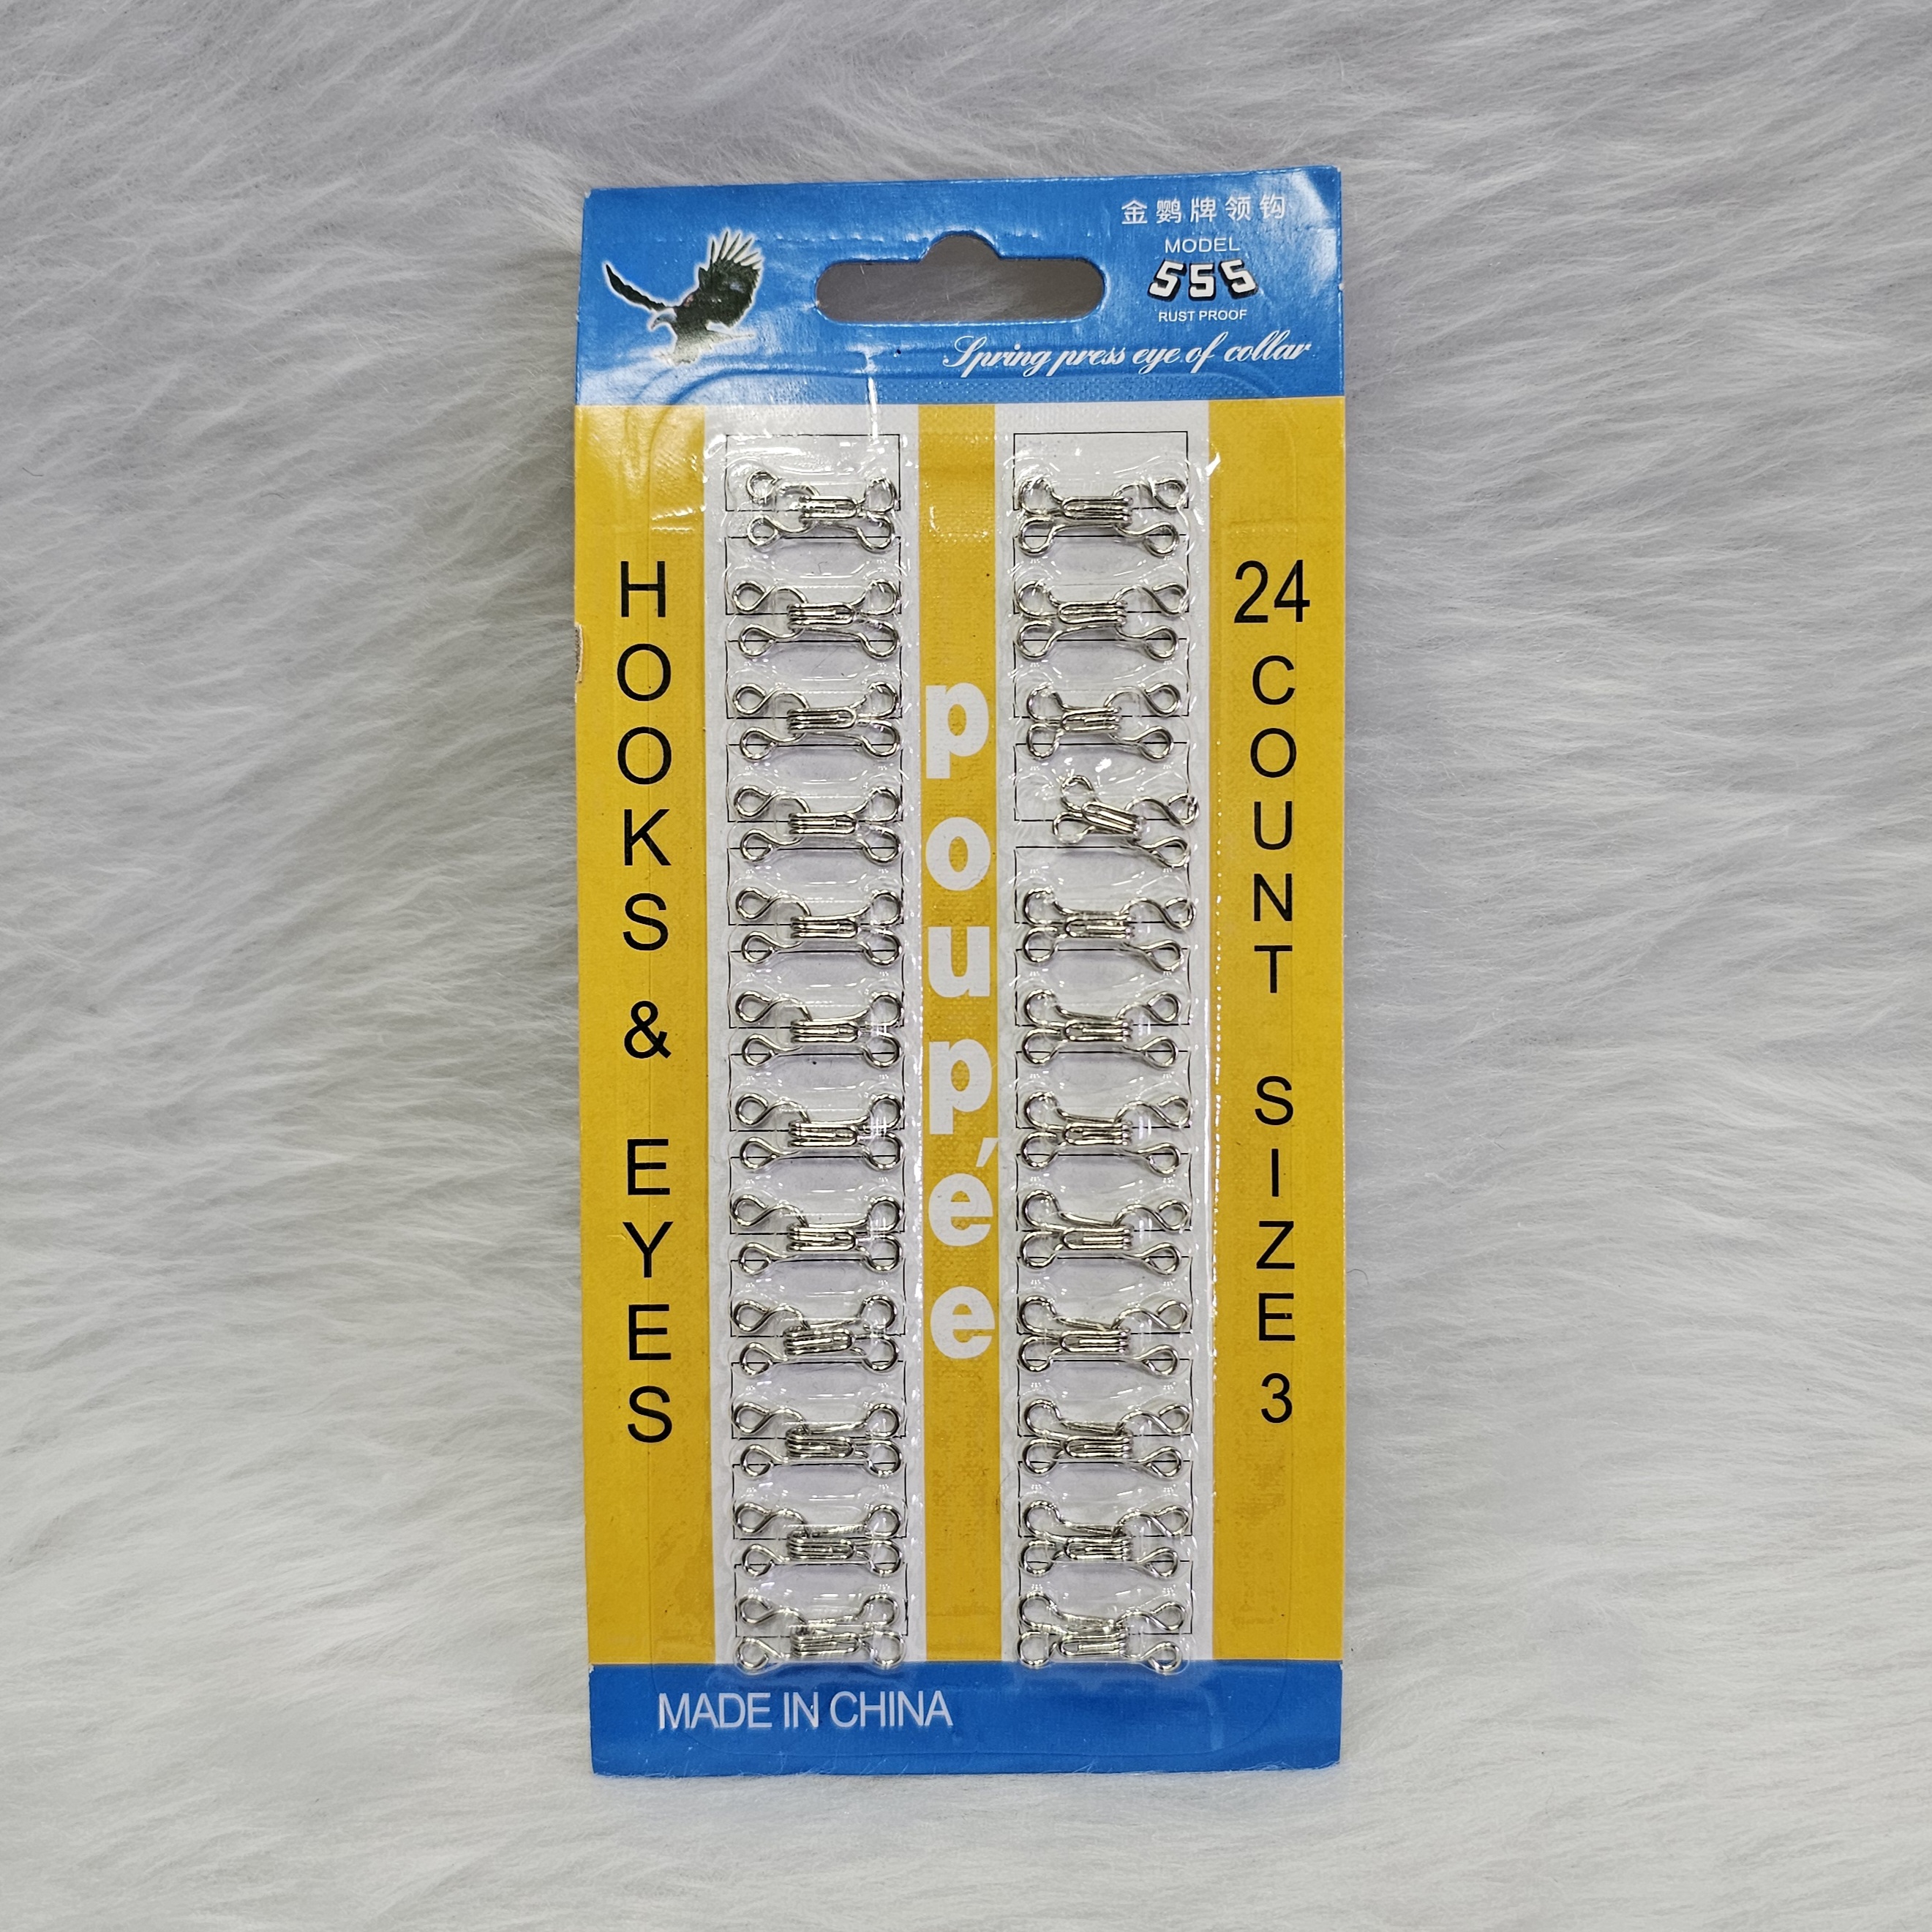 金鹦牌领钩
MODEL
555
RUST PROOF
Spring press eye of collar
HOOKS & EYES
poupée
24 COUNT SIZE 3
MADE IN CHINA